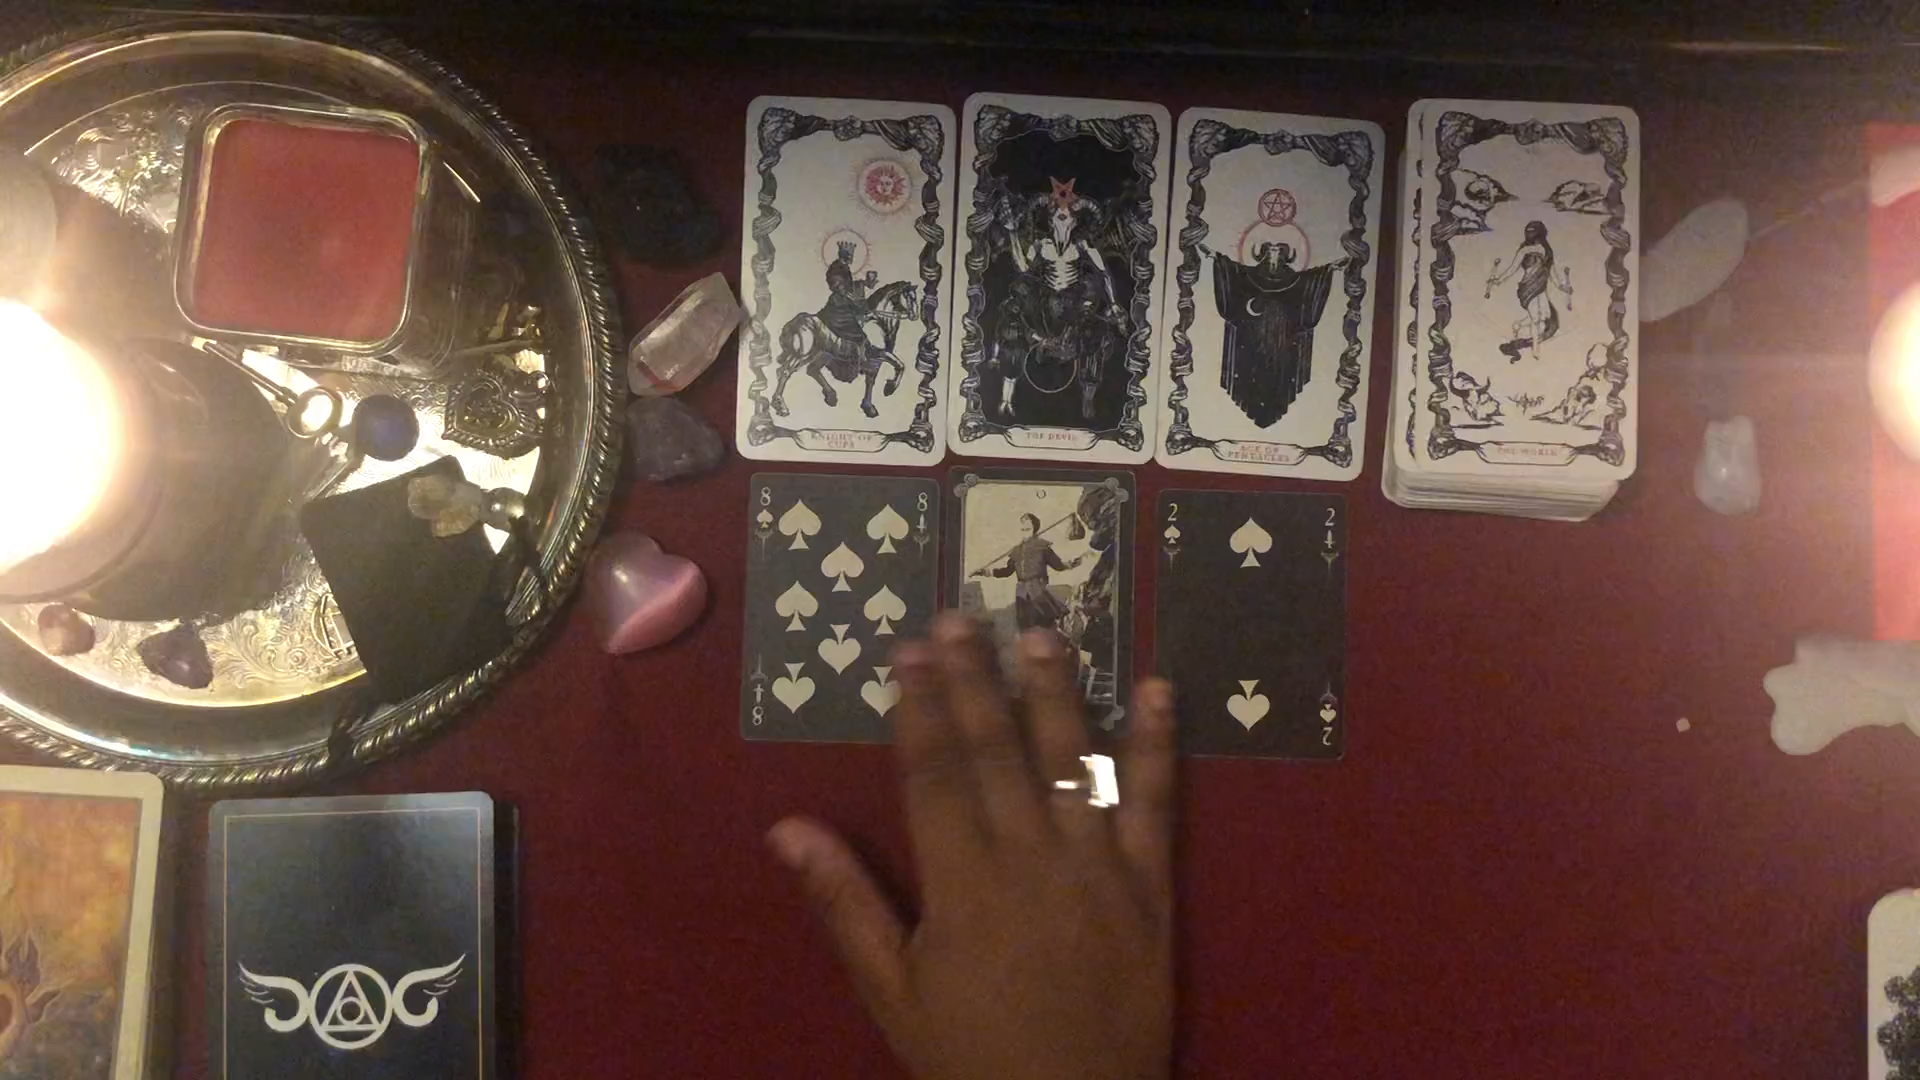 KNIGHT OF
CUPS
THE DEVIL
ACE OF
PENTACLES
THE WORLD
8
8
8
0
2
2
2